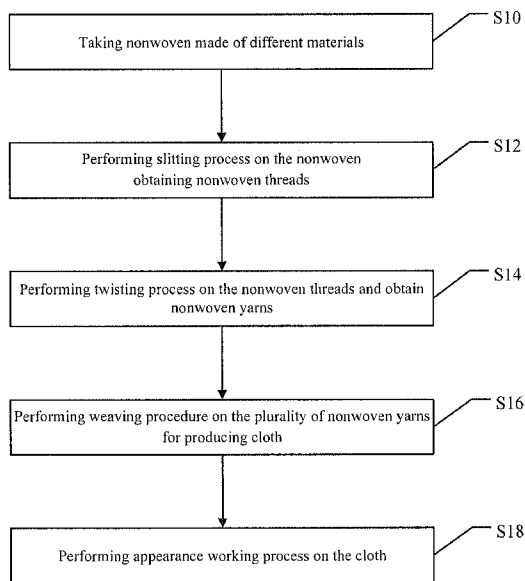 S10
Taking nonwoven made of different materials
S12
Performing slitting process on the nonwoven
obtaining nonwoven threads
S14
Performing twisting process on the nonwoven threads and obtain
nonwoven yarns
S16
Performing weaving procedure on the plurality of nonwoven yarns
for producing cloth
S18
Performing appearance working process on the cloth